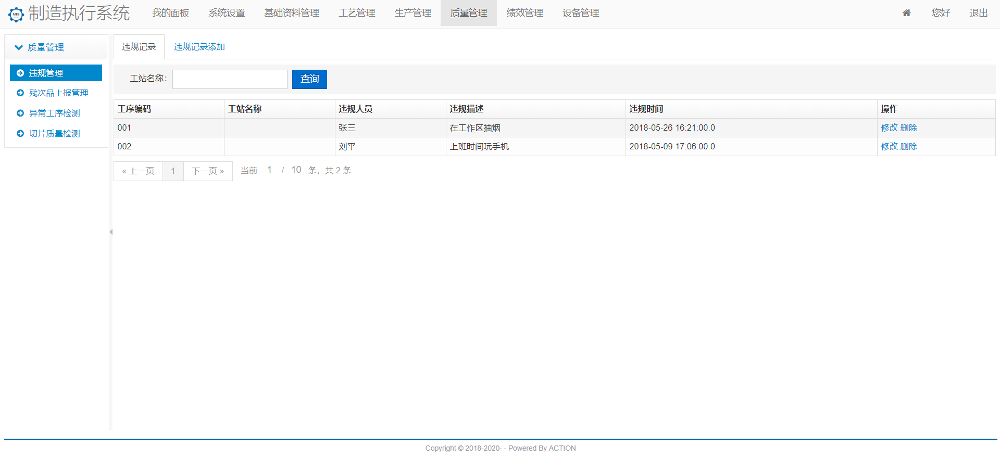 MES 制造执行系统 我的面板 系统设置 基础资料管理 工艺管理 生产管理 质量管理 绩效管理 设备管理 您好 退出
质量管理
违规管理
残次品上报管理
异常工序检测
切片质量检测
违规记录 违规记录添加
工站名称： 查询
工序编码 工站名称 违规人员 违规描述 违规时间 操作
001 张三 在工作区抽烟 2018-05-26 16:21:00.0 修改 删除
002 刘平 上班时间玩手机 2018-05-09 17:06:00.0 修改 删除
« 上一页 1 下一页 » 当前 1 / 10 条，共 2 条
Copyright © 2018-2020- - Powered By ACTION